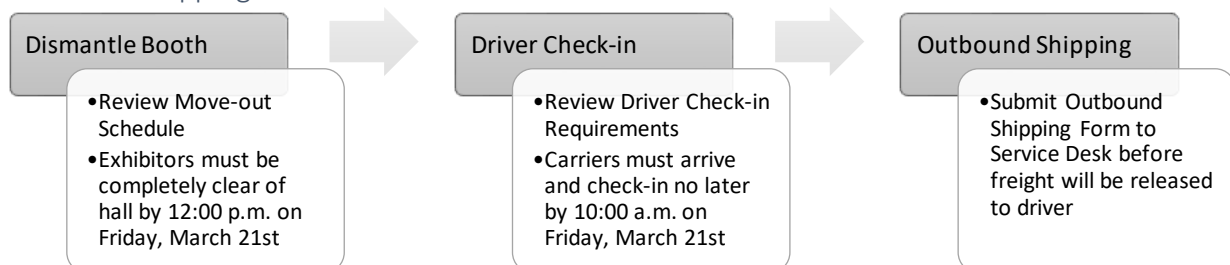 Dismantle Booth
•Review Move-out
Schedule
•Exhibitors must be
completely clear of
hall by 12:00 p.m. on
Friday, March 21st
Driver Check-in
•Review Driver Check-in
Requirements
•Carriers must arrive
and check-in no later
by 10:00 a.m. on
Friday, March 21st
Outbound Shipping
•Submit Outbound
Shipping Form to
Service Desk before
freight will be released
to driver